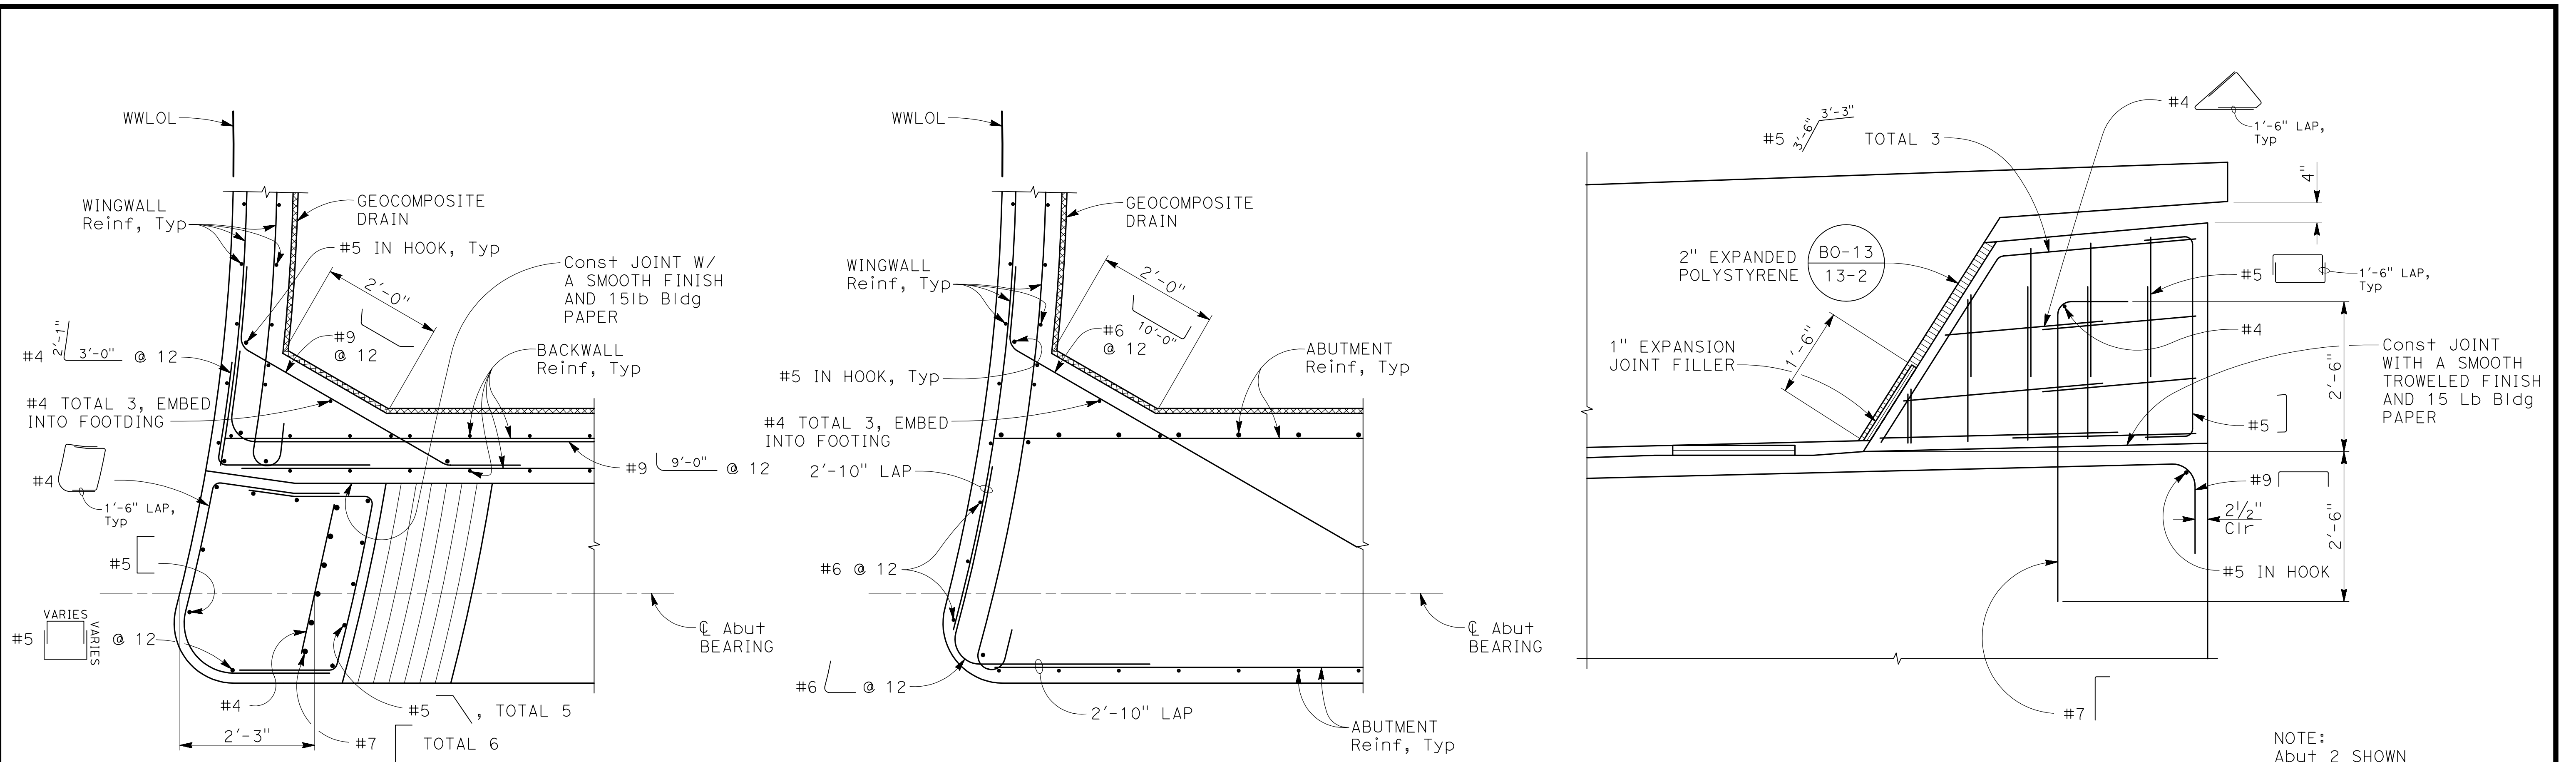 WWLOL
WINGWALL
Reinf, Typ
GEOCOMPOSITE
DRAIN
#5 IN HOOK, Typ
Const JOINT W/
A SMOOTH FINISH
AND 15lb Bldg
PAPER
2'-0"
#9
@ 12
#4 2'-1" 3'-0" @ 12
BACKWALL
Reinf, Typ
#4 TOTAL 3, EMBED
INTO FOOTDING
#4
1'-6" LAP,
Typ
#9 9'-0" @ 12
#5
VARIES
#5 VARIES @ 12
℄ Abut
BEARING
#4
#5 , TOTAL 5
2'-3"
#7 TOTAL 6
WWLOL
GEOCOMPOSITE
DRAIN
WINGWALL
Reinf, Typ
2'-0"
10'-0"
#6
@ 12
#5 IN HOOK, Typ
ABUTMENT
Reinf, Typ
#4 TOTAL 3, EMBED
INTO FOOTING
2'-10" LAP
#6 @ 12
℄ Abut
BEARING
#6 @ 12
2'-10" LAP
ABUTMENT
Reinf, Typ
#4
1'-6" LAP,
Typ
#5 3'-6" 3'-3" TOTAL 3
4"
2" EXPANDED
POLYSTYRENE
BO-13
13-2
#5
1'-6" LAP,
Typ
#4
1" EXPANSION
JOINT FILLER
1'-6"
2'-6"
Const JOINT
WITH A SMOOTH
TROWELED FINISH
AND 15 Lb Bldg
PAPER
#5
#9
2½"
Clr
2'-6"
#5 IN HOOK
#7
NOTE:
Abut 2 SHOWN